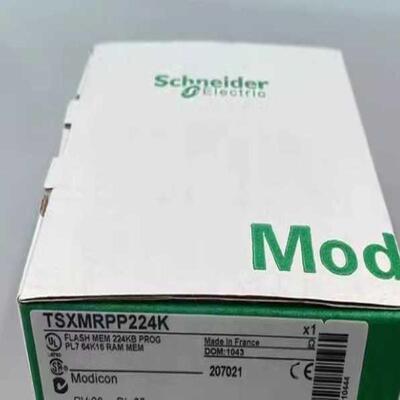 Schneider
Electric
Mod
TSXMRPP224K
x1
FLASH MEM 224KB PROG
PL7 64K16 RAM MEM
Made in France
DOM:1043
Modicon
207021
10444